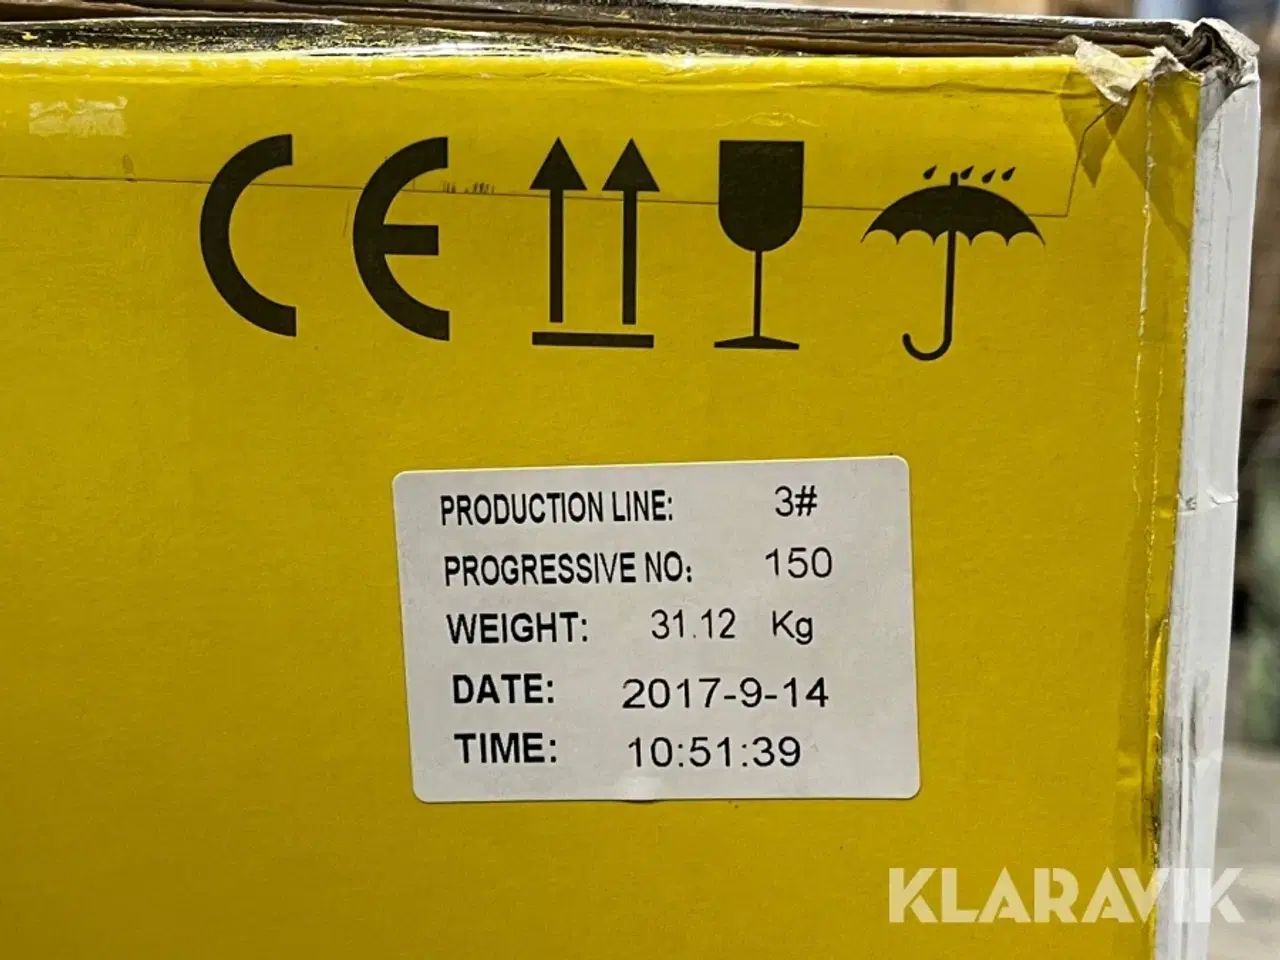 CE
PRODUCTION LINE: 3#
PROGRESSIVE NO: 150
WEIGHT: 31.12 Kg
DATE: 2017-9-14
TIME: 10:51:39
KLARAVIK